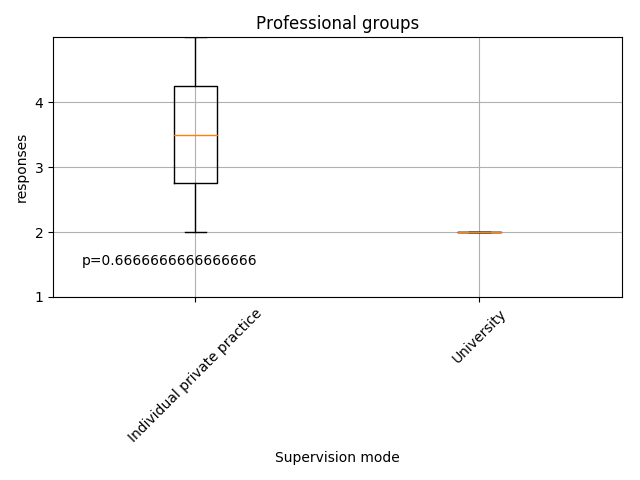 Professional groups
responses
4
3
2
1
p=0.6666666666666666
Individual private practice
University
Supervision mode